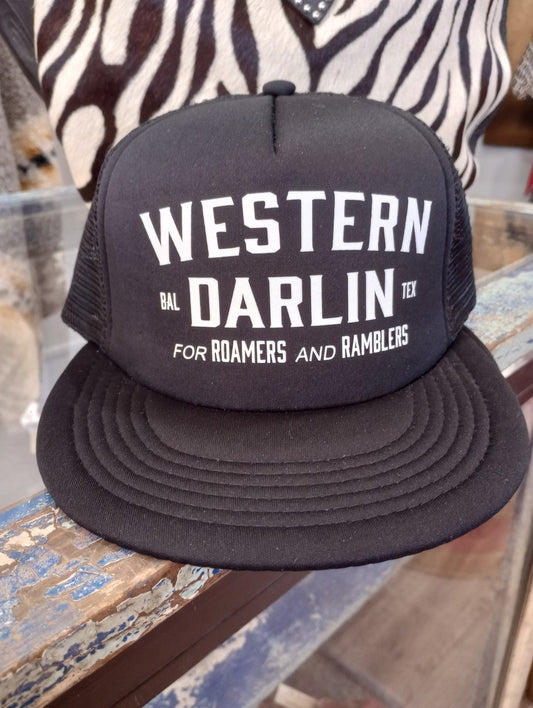 WESTERN
BAL DARLIN TEX
FOR ROAMERS AND RAMBLERS